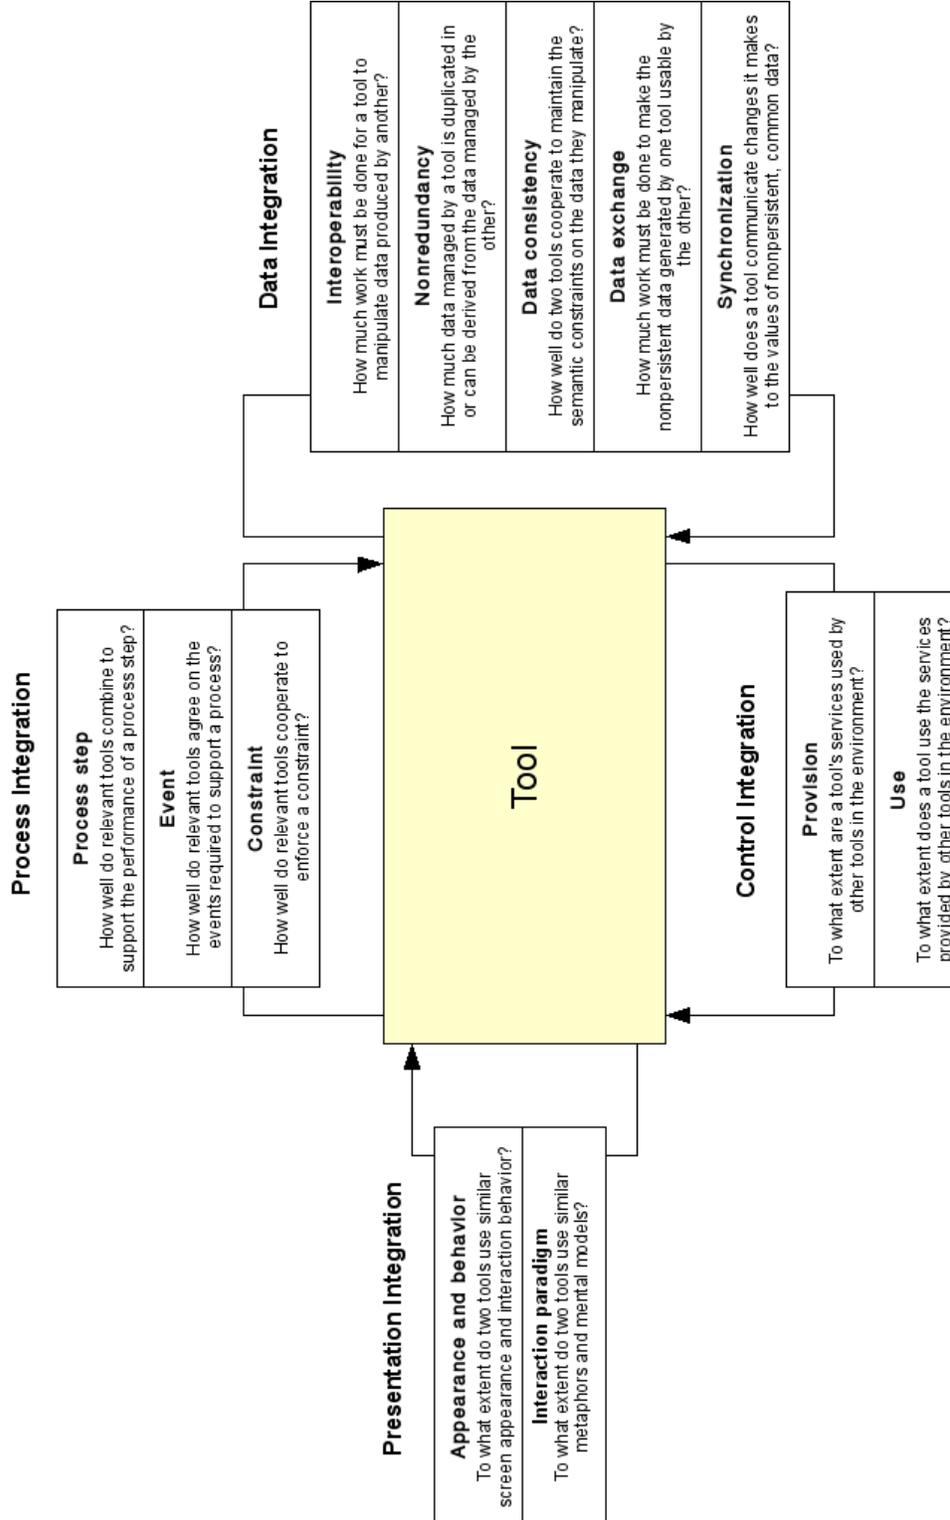 Process Integration
Process step
How well do relevant tools combine to
support the performance of a process step?
Event
How well do relevant tools agree on the
events required to support a process?
Constraint
How well do relevant tools cooperate to
enforce a constraint?
Presentation Integration
Appearance and behavior
To what extent do two tools use similar
screen appearance and interaction behavior?
Interaction paradigm
To what extent do two tools use similar
metaphors and mental models?
Tool
Data Integration
Interoperability
How much work must be done for a tool to
manipulate data produced by another?
Nonredundancy
How much data managed by a tool is duplicated in
or can be derived from the data managed by the
other?
Data consistency
How well do two tools cooperate to maintain the
semantic constraints on the data they manipulate?
Data exchange
How much work must be done to make the
nonpersistent data generated by one tool usable by
the other?
Synchronization
How well does a tool communicate changes it makes
to the values of nonpersistent, common data?
Control Integration
Provision
To what extent are a tool's services used by
other tools in the environment?
Use
To what extent does a tool use the services
provided by other tools in the environment?